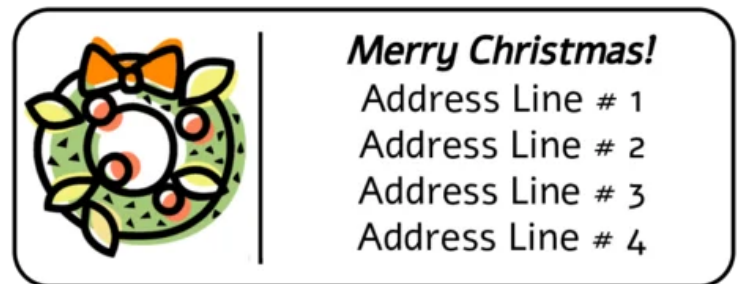 Merry Christmas!
Address Line # 1
Address Line # 2
Address Line # 3
Address Line # 4